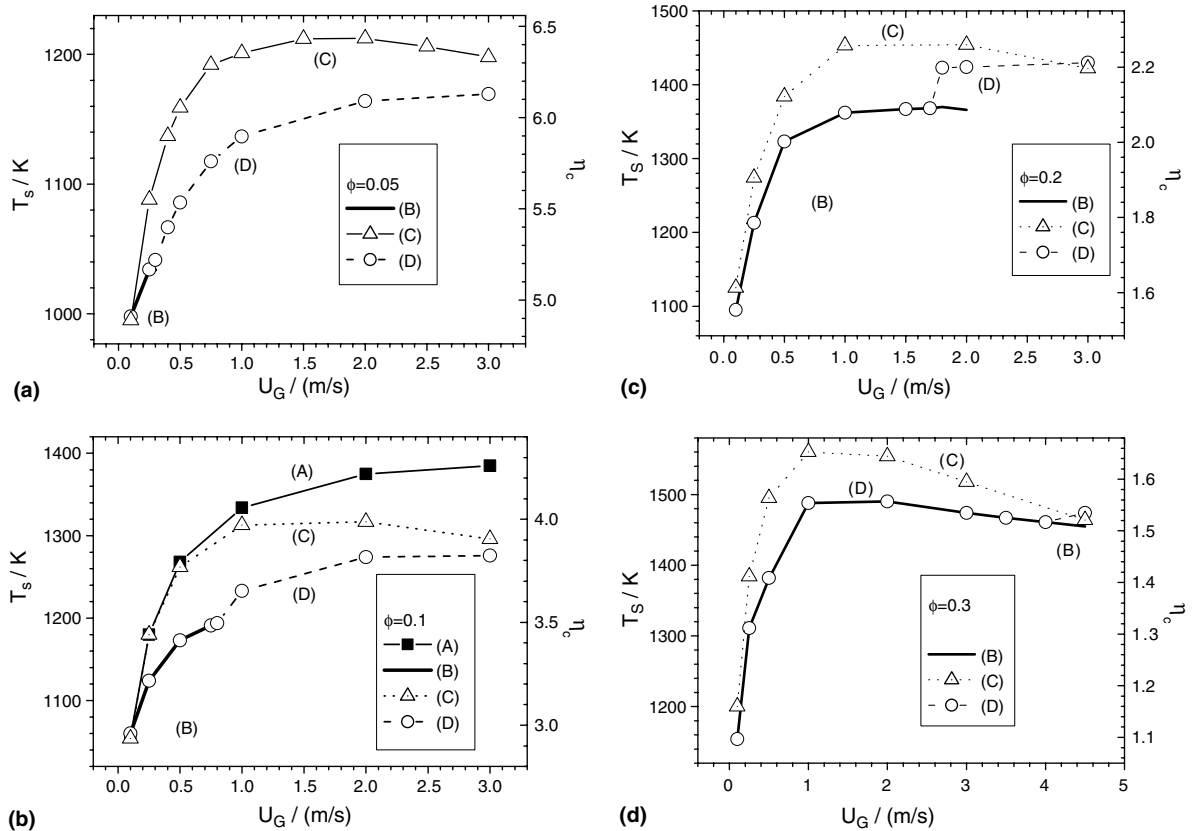 1200
1100
1000
T_S / K
6.5
6.0
5.5
5.0
η_c
(C)
(D)
(B)
ϕ=0.05
(B)
(C)
(D)
0.0 0.5 1.0 1.5 2.0 2.5 3.0
U_G / (m/s)
(a)
1500
1400
1300
1200
1100
T_S / K
2.2
2.0
1.8
1.6
η_c
(C)
(D)
(B)
ϕ=0.2
(B)
(C)
(D)
0.0 0.5 1.0 1.5 2.0 2.5 3.0
U_G / (m/s)
(c)
1400
1300
1200
1100
T_S / K
4.0
3.5
3.0
η_c
(A)
(C)
(D)
(B)
ϕ=0.1
(A)
(B)
(C)
(D)
0.0 0.5 1.0 1.5 2.0 2.5 3.0
U_G / (m/s)
(b)
1500
1400
1300
1200
T_S / K
1.6
1.5
1.4
1.3
1.2
1.1
η_c
(C)
(D)
(B)
ϕ=0.3
(B)
(C)
(D)
0 1 2 3 4 5
U_G / (m/s)
(d)